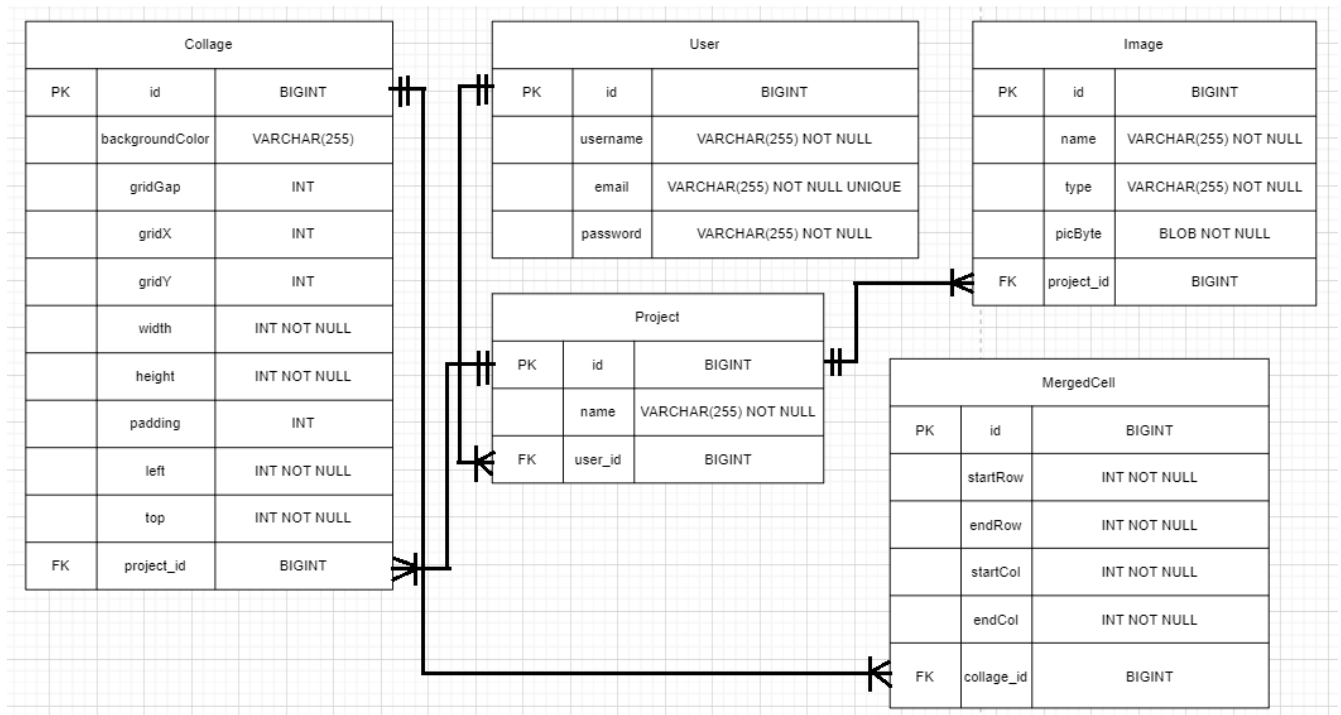 Collage
PK id BIGINT
backgroundColor VARCHAR(255)
gridGap INT
gridX INT
gridY INT
width INT NOT NULL
height INT NOT NULL
padding INT
left INT NOT NULL
top INT NOT NULL
FK project_id BIGINT
User
PK id BIGINT
username VARCHAR(255) NOT NULL
email VARCHAR(255) NOT NULL UNIQUE
password VARCHAR(255) NOT NULL
Project
PK id BIGINT
name VARCHAR(255) NOT NULL
FK user_id BIGINT
Image
PK id BIGINT
name VARCHAR(255) NOT NULL
type VARCHAR(255) NOT NULL
picByte BLOB NOT NULL
FK project_id BIGINT
MergedCell
PK id BIGINT
startRow INT NOT NULL
endRow INT NOT NULL
startCol INT NOT NULL
endCol INT NOT NULL
FK collage_id BIGINT